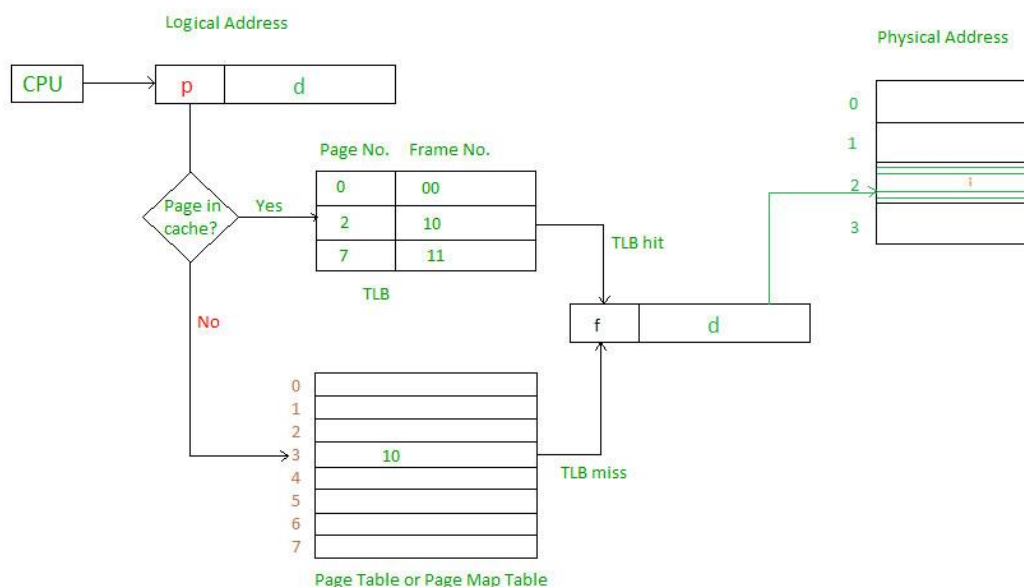 Logical Address
Physical Address
CPU
p d
0
1
2 i
3
Page No. Frame No.
0 00
2 10
7 11
TLB
Page in
cache?
Yes
No
TLB hit
f d
0
1
2
3 10
4
5
6
7
TLB miss
Page Table or Page Map Table